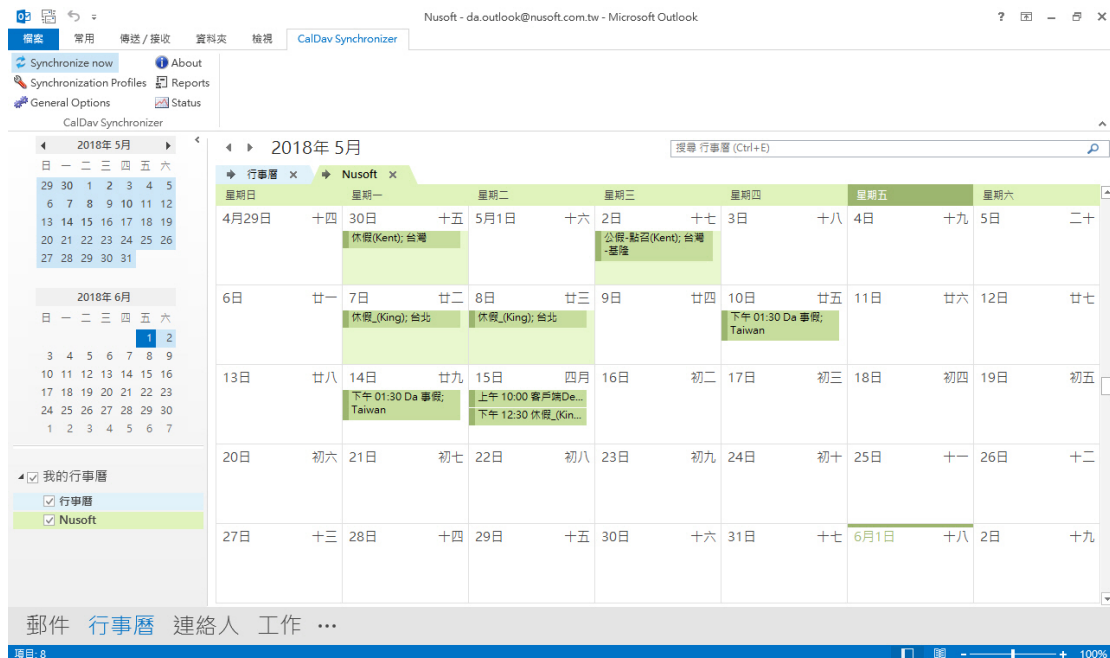 Nusoft - da.outlook@nusoft.com.tw - Microsoft Outlook
檔案 常用 傳送 / 接收 資料夾 檢視 CalDav Synchronizer
Synchronize now About
Synchronization Profiles Reports
General Options Status
CalDav Synchronizer
2018年 5月
日 一 二 三 四 五 六
29 30 1 2 3 4 5
6 7 8 9 10 11 12
13 14 15 16 17 18 19
20 21 22 23 24 25 26
27 28 29 30 31
2018年 6月
日 一 二 三 四 五 六
1 2
3 4 5 6 7 8 9
10 11 12 13 14 15 16
17 18 19 20 21 22 23
24 25 26 27 28 29 30
1 2 3 4 5 6 7
我的行事曆
行事曆
Nusoft
2018年 5月
搜尋 行事曆 (Ctrl+E)
行事曆 Nusoft
星期日 星期一 星期二 星期三 星期四 星期五 星期六
4月29日 十四 30日 十五 5月1日 十六 2日 十七 3日 十八 4日 十九 5日 二十
休假(Kent); 台灣
公假-點召(Kent); 台灣
-基隆
6日 廿一 7日 廿二 8日 廿三 9日 廿四 10日 廿五 11日 廿六 12日 廿七
休假_(King); 台北
休假_(King); 台北
下午 01:30 Da 事假;
Taiwan
13日 廿八 14日 廿九 15日 四月 16日 初二 17日 初三 18日 初四 19日 初五
下午 01:30 Da 事假;
Taiwan
上午 10:00 客戶端De...
下午 12:30 休假_(Kin...
20日 初六 21日 初七 22日 初八 23日 初九 24日 初十 25日 十一 26日 十二
27日 十三 28日 十四 29日 十五 30日 十六 31日 十七 6月1日 十八 2日 十九
郵件 行事曆 連絡人 工作 •••
項目: 8
100%